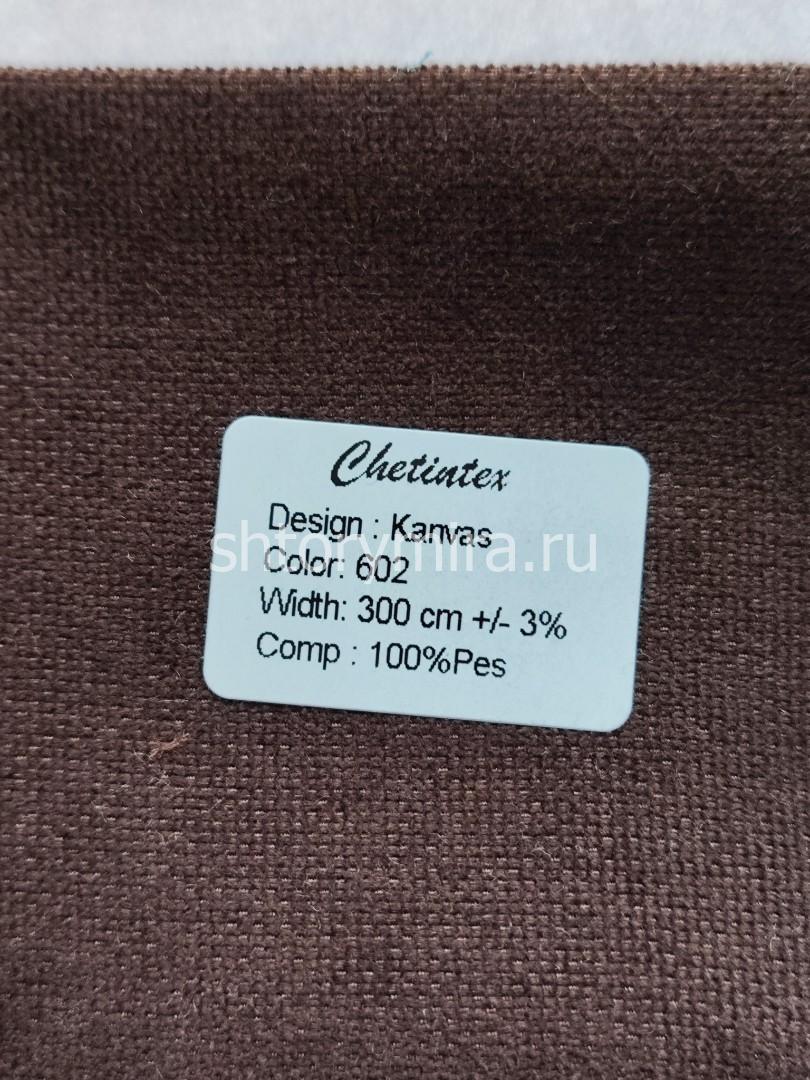 Chetintex
Design : Kanvas
shtorymira.ru
Color: 602
Width: 300 cm +/- 3%
Comp : 100%Pes